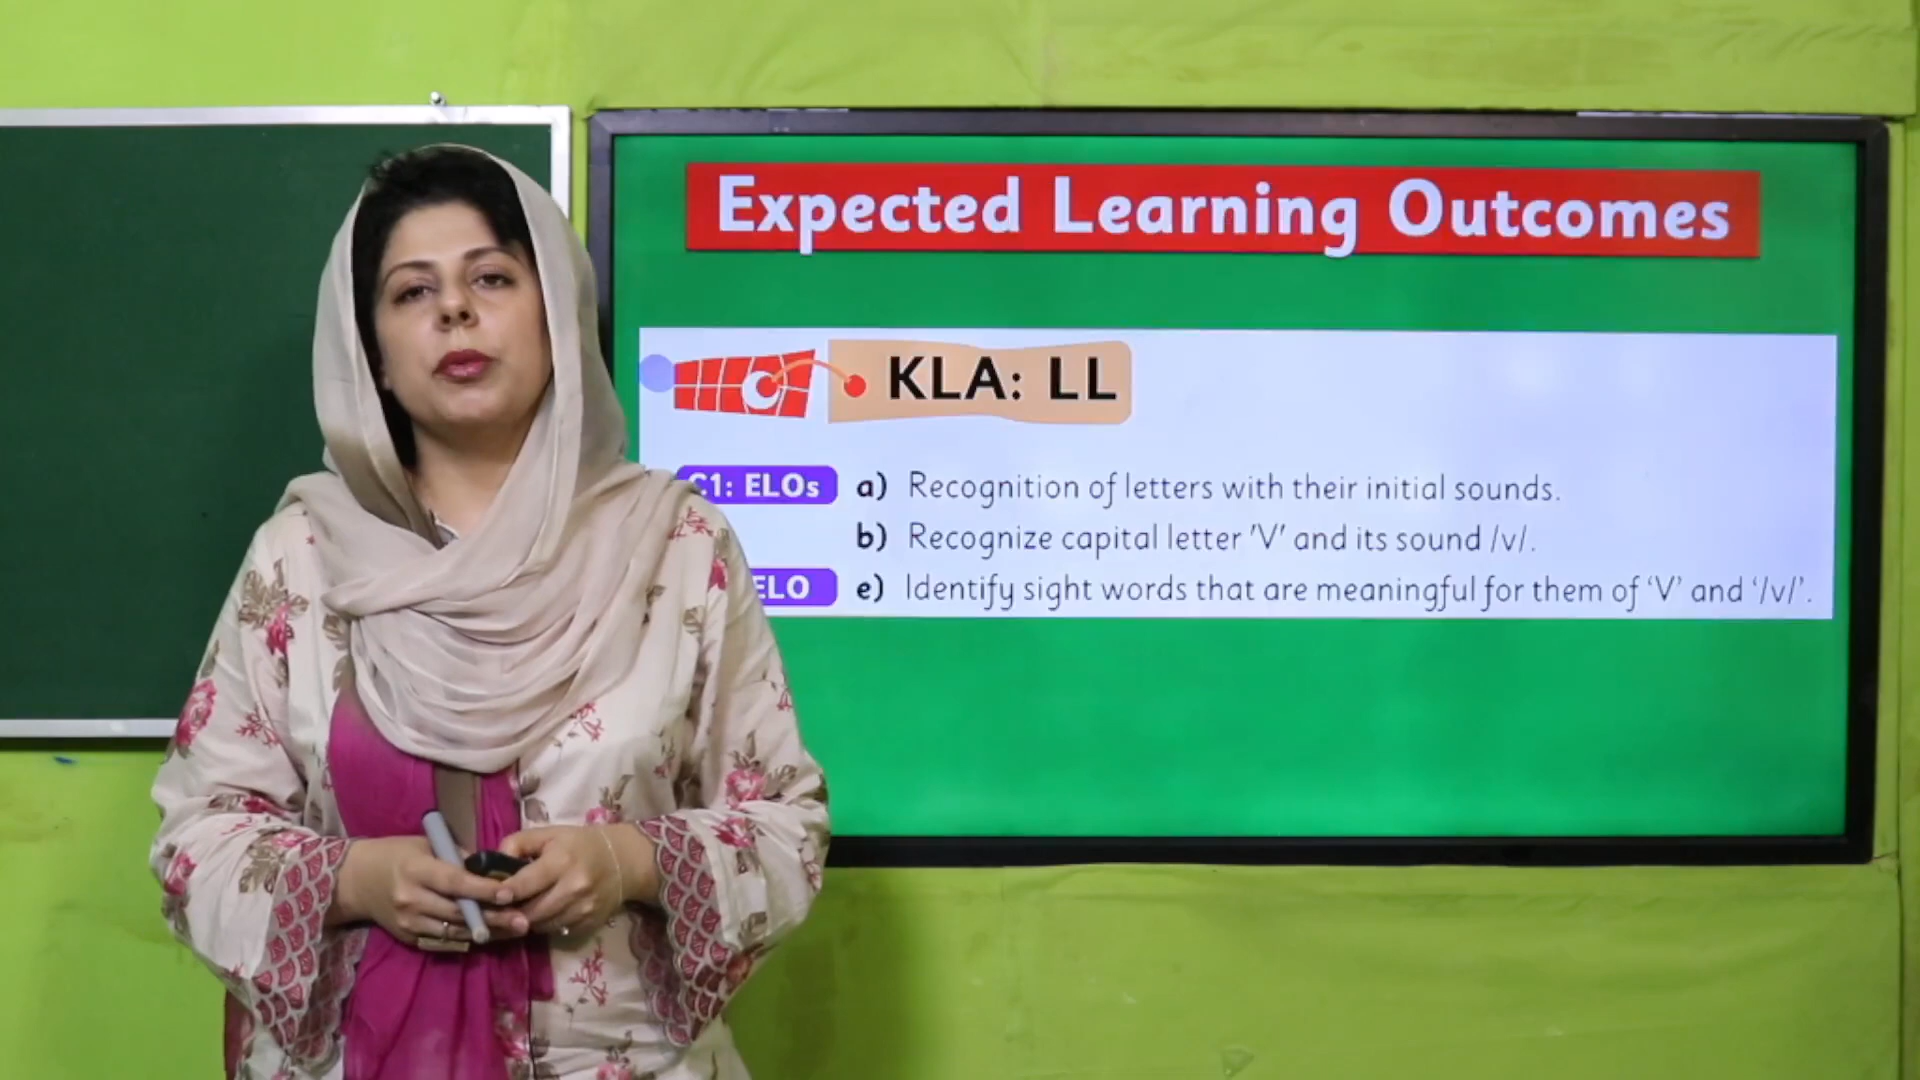 Expected Learning Outcomes
KLA: LL
C1: ELOs a) Recognition of letters with their initial sounds.
b) Recognize capital letter 'V' and its sound /v/.
ELO e) Identify sight words that are meaningful for them of 'V' and '/v/'.